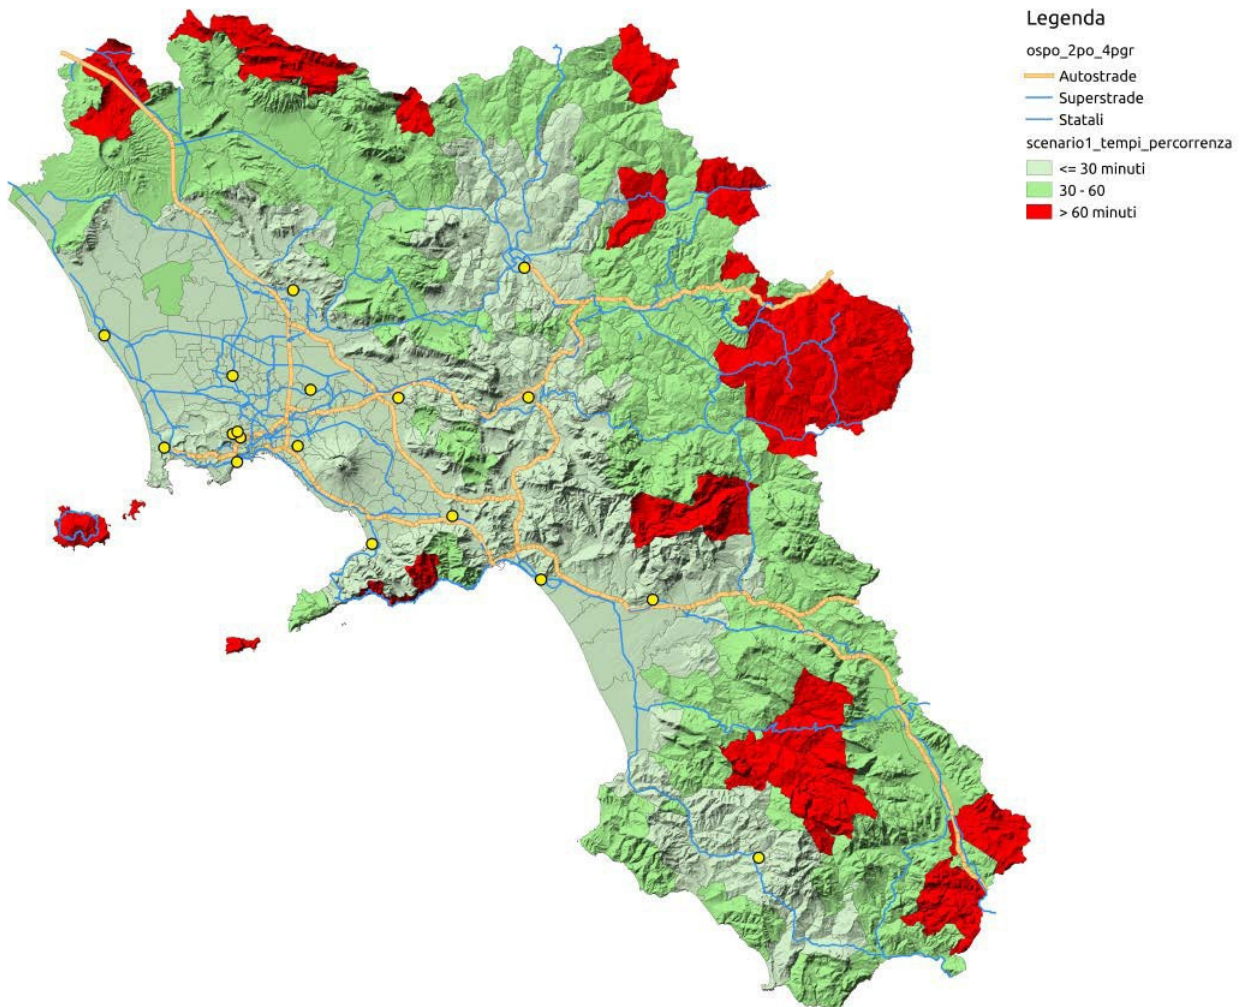 Legenda
ospo_2po_4pgr
Autostrade
Superstrade
Statali
scenario1_tempi_percorrenza
<= 30 minuti
30 - 60
> 60 minuti